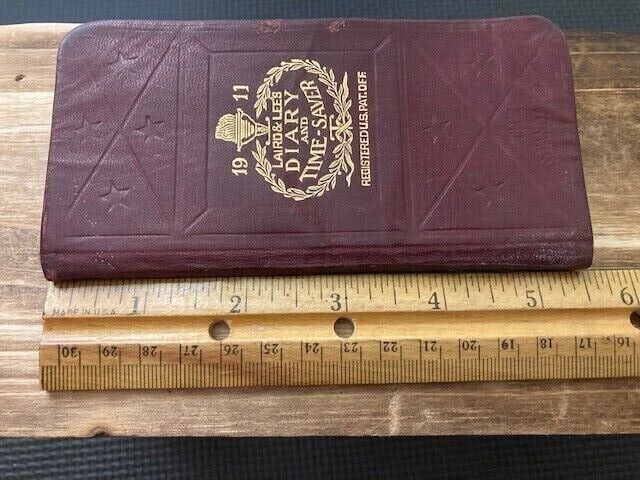 19 11
LAIRD & LEE'S
DIARY
AND
TIME-SAVER
REGISTERED U.S. PAT. OFF.
1 2 3 4 5 6
MADE IN U.S.A.
30 29 28 27 26 25 24 23 22 21 20 19 18 17 16